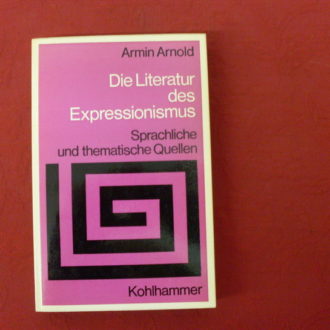 Armin Arnold
Die Literatur
des
Expressionismus
Sprachliche
und thematische Quellen
Kohlhammer